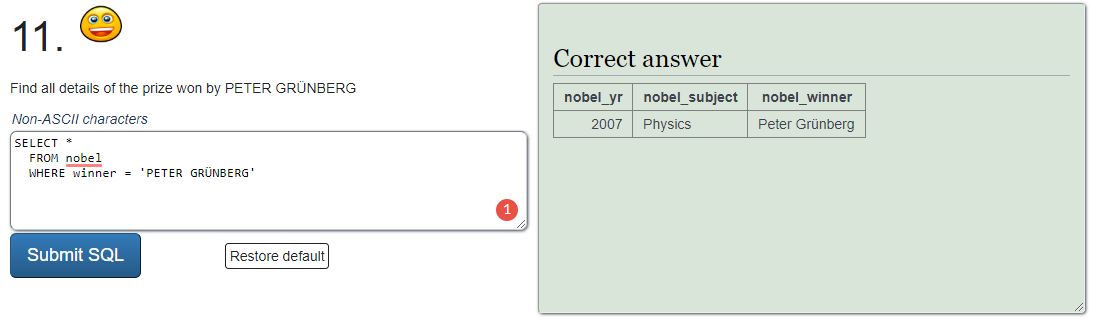 11.
Find all details of the prize won by PETER GRÜNBERG
Non-ASCII characters
SELECT *
FROM nobel
WHERE winner = 'PETER GRÜNBERG'
1
Submit SQL
Restore default
Correct answer
nobel_yr nobel_subject nobel_winner
2007 Physics Peter Grünberg